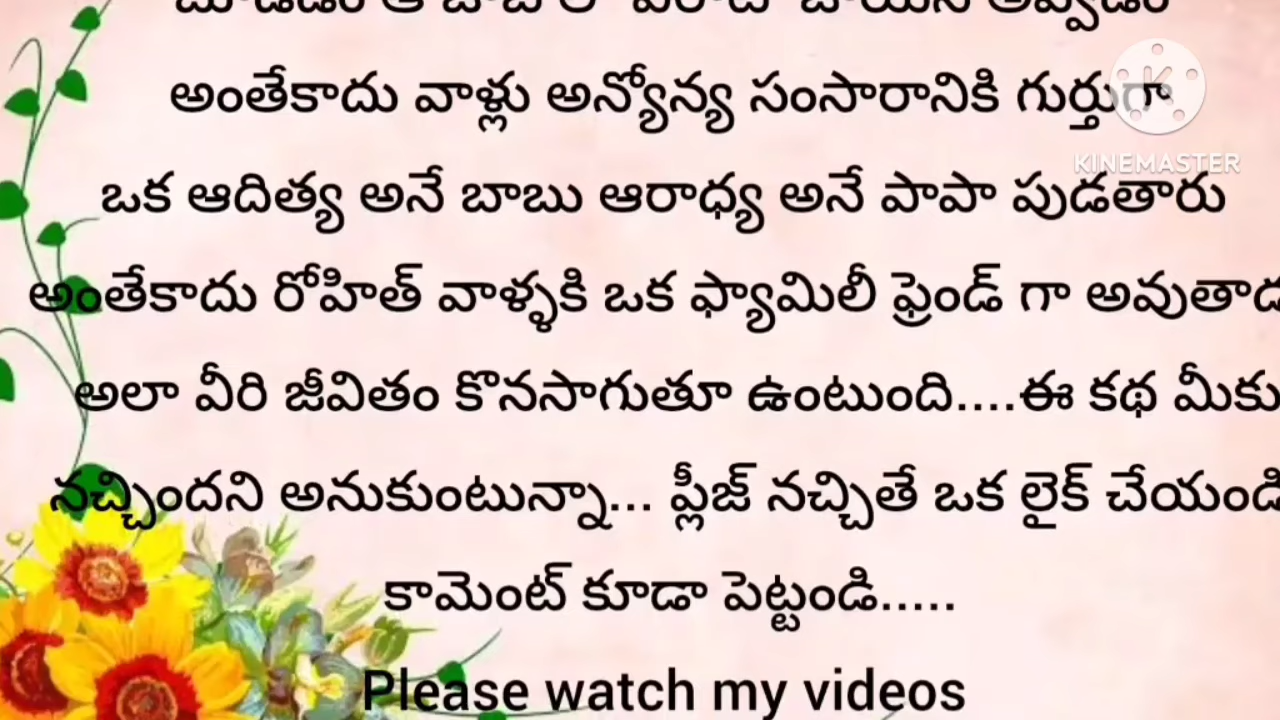 అంతేకాదు వాళ్లు అన్యోన్య సంసారానికి గుర్తుగా
KINEMASTER
ఒక ఆదిత్య అనే బాబు ఆరాధ్య అనే పాపా పుడతారు
అంతేకాదు రోహిత్ వాళ్ళకి ఒక ఫ్యామిలీ ఫ్రెండ్ గా
అలా వీరి జీవితం కొనసాగుతూ ఉంటుంది....ఈ కథ మీకు
నచ్చిందని అనుకుంటున్నా... ప్లీజ్ నచ్చితే ఒక లైక్ చేయండి
కామెంట్ కూడా పెట్టండి.....
Please watch my videos